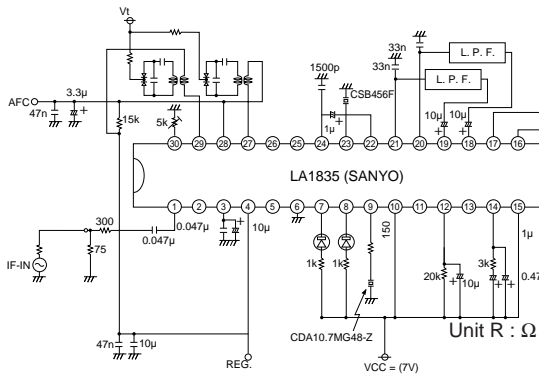 Vt
1500p
33n
33n
L. P. F.
L. P. F.
CSB456F
3.3µ
+
AFC
47n
15k
5k
1µ
+
10µ
+
10µ
+
30 29 28 27 26 25 24 23 22 21 20 19 18 17 16
LA1835 (SANYO)
1 2 3 4 5 6 7 8 9 10 11 12 13 14 15
300
0.047µ
0.047µ
+
10µ
150
1µ
75
IF-IN
1k
1k
20k
+
10µ
3k
+
+
0.47
CDA10.7MG48-Z
Unit R : Ω
47n
10µ
REG.
VCC = (7V)